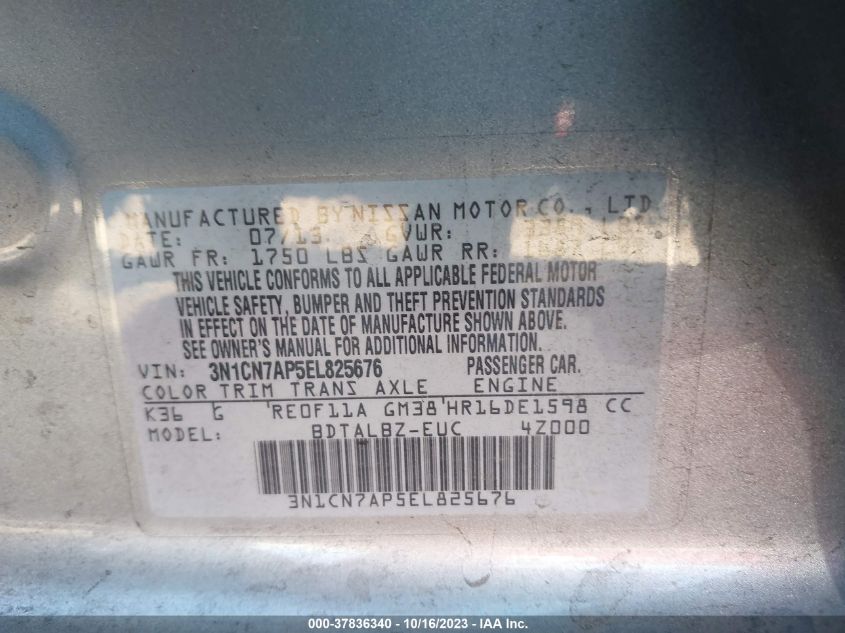 MANUFACTURED BY NISSAN MOTOR CO., LTD
DATE: 07/13 GVWR:
GAWR FR: 1750 LBS GAWR RR:
THIS VEHICLE CONFORMS TO ALL APPLICABLE FEDERAL MOTOR
VEHICLE SAFETY, BUMPER AND THEFT PREVENTION STANDARDS
IN EFFECT ON THE DATE OF MANUFACTURE SHOWN ABOVE.
SEE OWNER'S MANUAL FOR ADDITIONAL INFORMATION.
VIN: 3N1CN7AP5EL825676 PASSENGER CAR.
COLOR TRIM TRANS AXLE ENGINE
K36 G RE0F11A GM38 HR16DE1598 CC
MODEL: BDTALBZ-EUC 4Z000
3N1CN7AP5EL825676
000-37836340 - 10/16/2023 - IAA Inc.